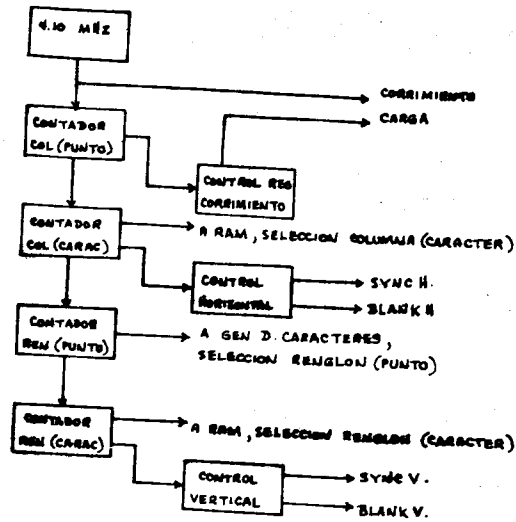 4.10 MHZ
CORRIMIENTO
CARGA
CONTADOR
COL (PUNTO)
CONTROL REG
CORRIMIENTO
CONTADOR
COL (CARAC)
A RAM, SELECCION COLUMNA (CARACTER)
CONTROL
HORIZONTAL
SYNC H.
BLANK H
CONTADOR
REN (PUNTO)
A GEN D. CARACTERES,
SELECCION RENGLON (PUNTO)
CONTADOR
REN (CARAC)
A RAM, SELECCION RENGLON (CARACTER)
CONTROL
VERTICAL
SYNC V.
BLANK V.